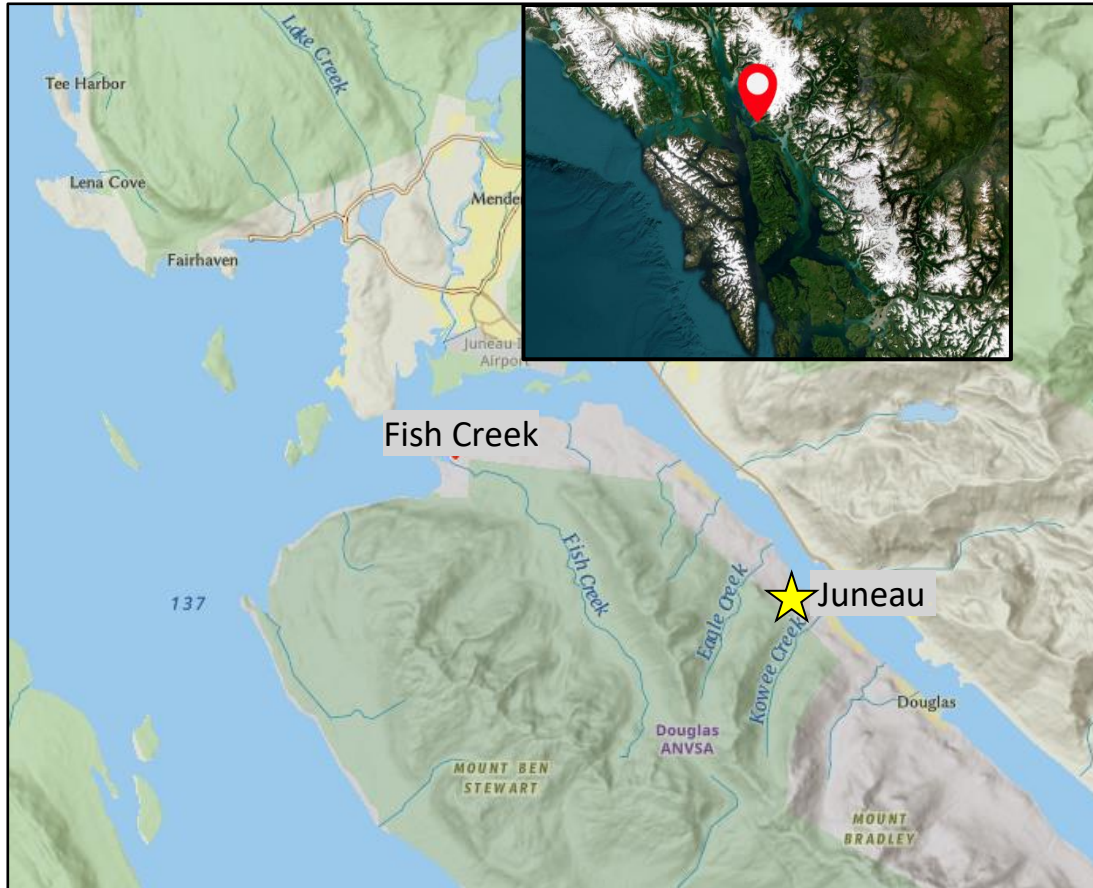 Lake Creek
Tee Harbor
Lena Cove
Fairhaven
Juneau
Airport
Fish Creek
Fish Creek
Eagle Creek
Juneau
Kowee Creek
137
Douglas
Douglas
ANVSA
MOUNT BEN
STEWART
MOUNT
BRADLEY